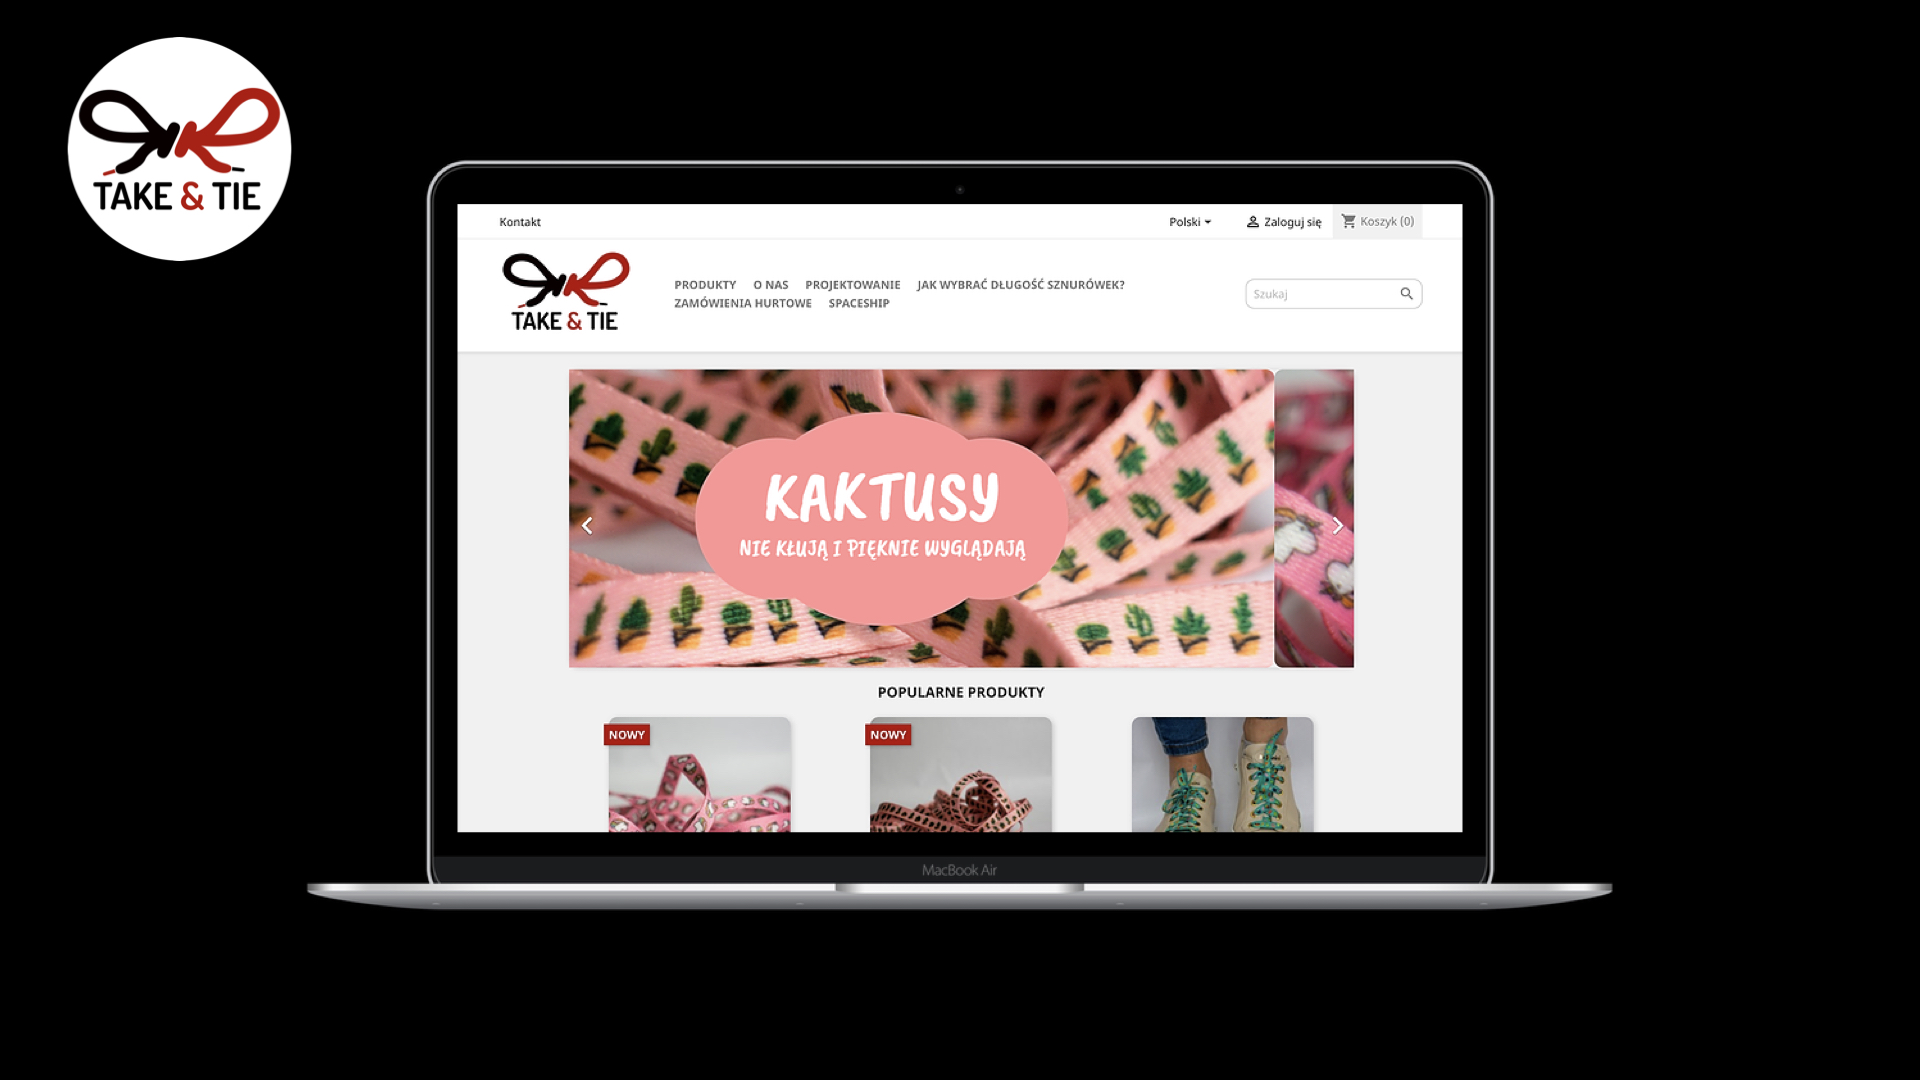 TAKE & TIE
Kontakt
Polski
Zaloguj się
Koszyk (0)
TAKE & TIE
PRODUKTY O NAS PROJEKTOWANIE JAK WYBRAĆ DŁUGOŚĆ SZNURÓWEK?
ZAMÓWIENIA HURTOWE SPACESHIP
Szukaj
KAKTUSY
NIE KŁUJĄ I PIĘKNIE WYGLĄDAJĄ
POPULARNE PRODUKTY
NOWY
NOWY
MacBook Air